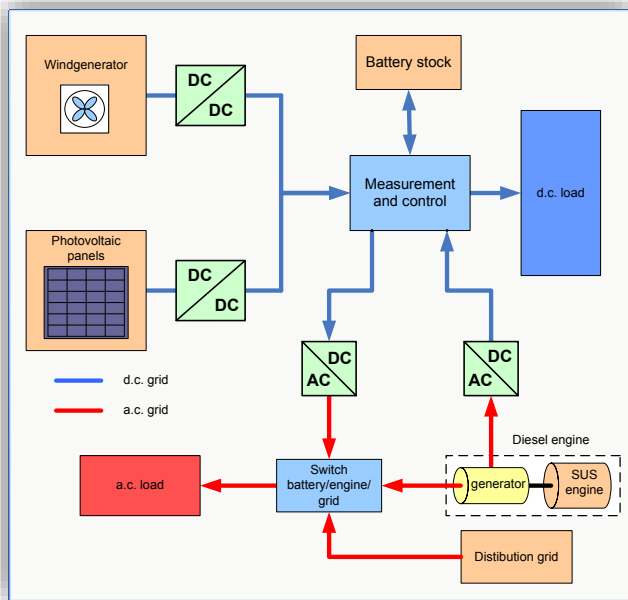 Windgenerator
DC
DC
Battery stock
Measurement
and control
d.c. load
Photovoltaic
panels
DC
DC
d.c. grid
a.c. grid
DC
AC
DC
AC
Diesel engine
a.c. load
Switch
battery/engine/
grid
generator
SUS
engine
Distibution grid